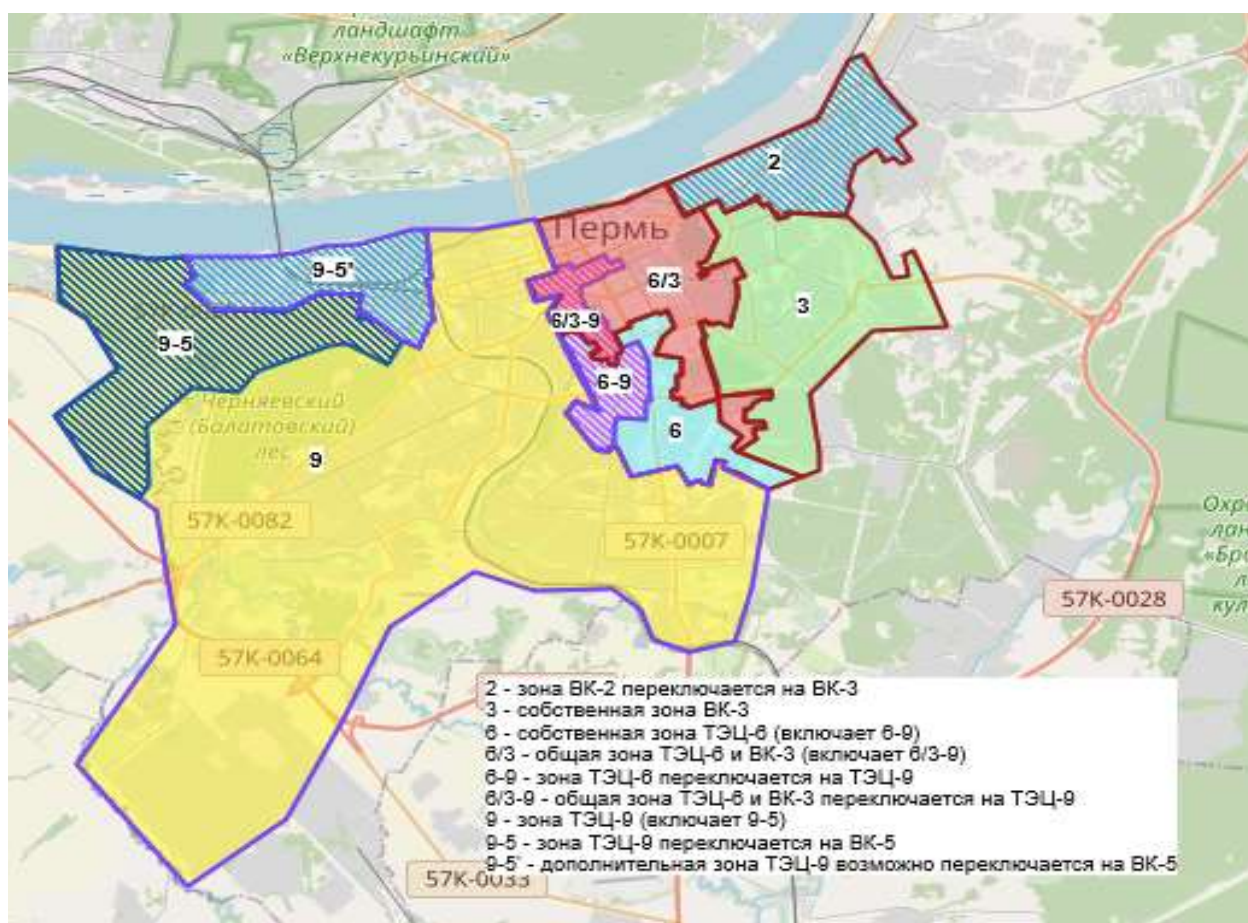 ландшафт
«Верхнекурьинский»
2
Пермь
9-5'
6/3
3
6/3-9
9-5
6-9
Черняевский
(Балатовский)
лес
6
9
57К-0082
57К-0007
57К-0028
57К-0064
2 - зона ВК-2 переключается на ВК-3
3 - собственная зона ВК-3
6 - собственная зона ТЭЦ-6 (включает 6-9)
6/3 - общая зона ТЭЦ-6 и ВК-3 (включает 6/3-9)
6-9 - зона ТЭЦ-6 переключается на ТЭЦ-9
6/3-9 - общая зона ТЭЦ-6 и ВК-3 переключается на ТЭЦ-9
9 - зона ТЭЦ-9 (включает 9-5)
9-5 - зона ТЭЦ-9 переключается на ВК-5
9-5' - дополнительная зона ТЭЦ-9 возможно переключается на ВК-5
57К-0033